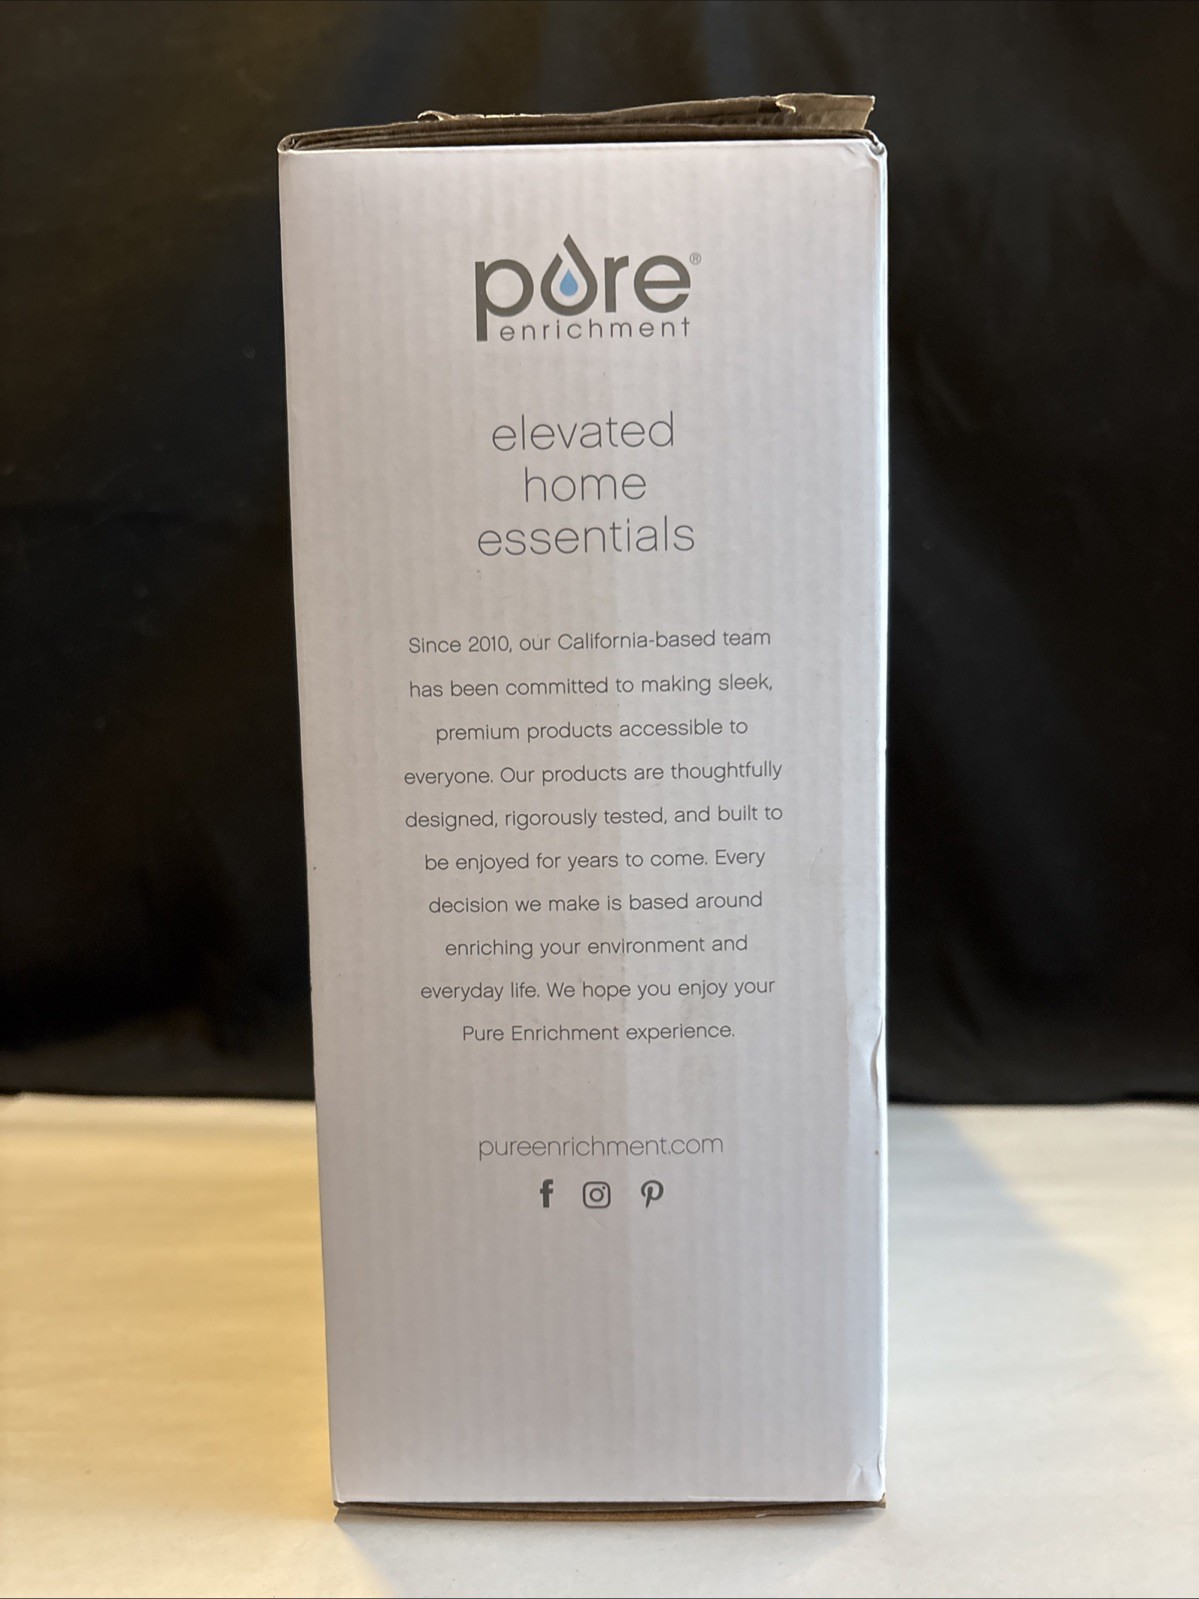 pure®
enrichment
elevated
home
essentials
Since 2010, our California-based team
has been committed to making sleek,
premium products accessible to
everyone. Our products are thoughtfully
designed, rigorously tested, and built to
be enjoyed for years to come. Every
decision we make is based around
enriching your environment and
everyday life. We hope you enjoy your
Pure Enrichment experience.
pureenrichment.com